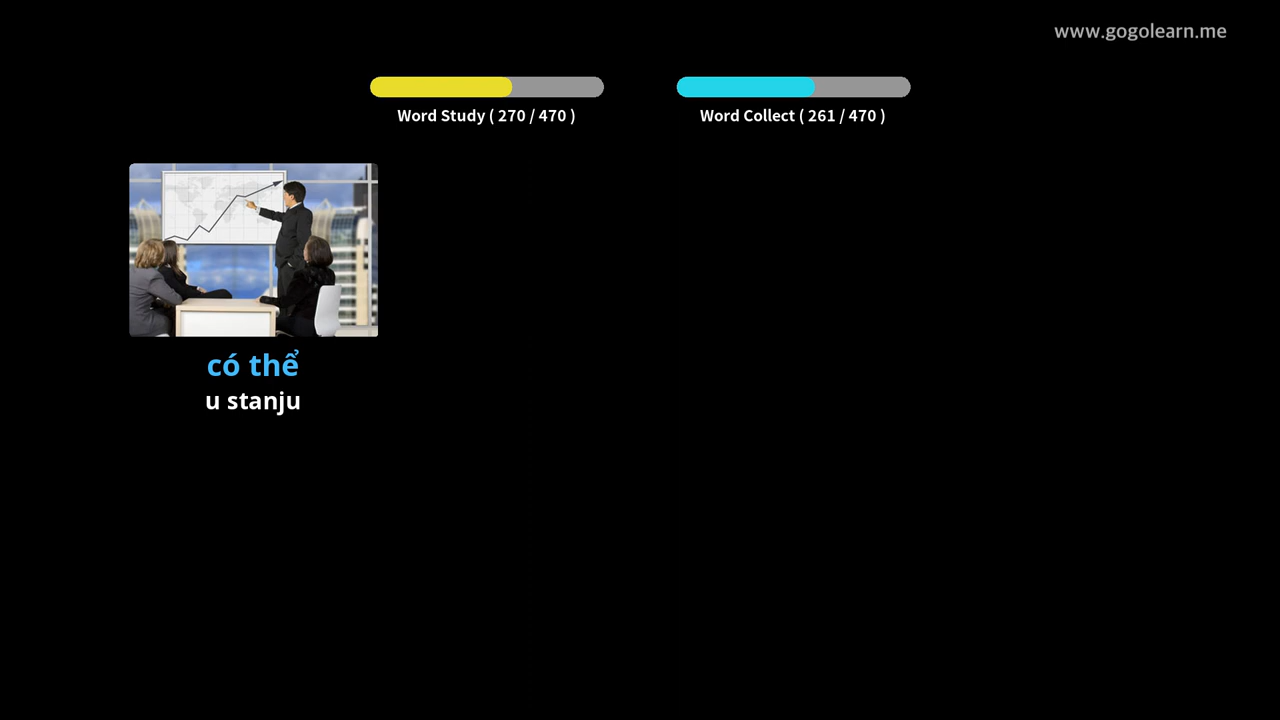 www.gogolearn.me
Word Study ( 270 / 470 )
Word Collect ( 261 / 470 )
có thể
u stanju